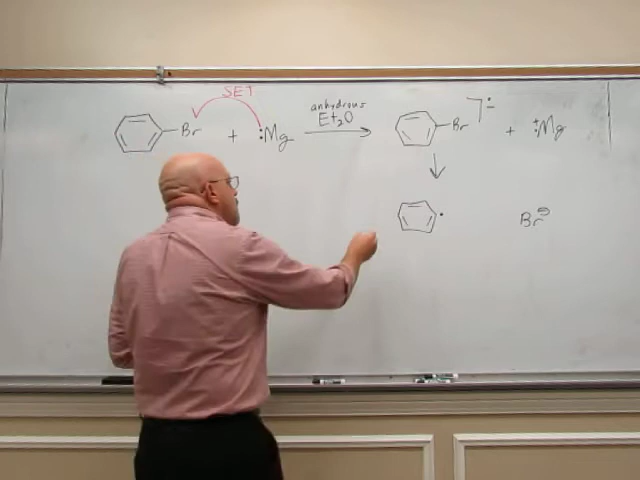 SET
Br + :Mg
anhydrous
Et₂O
Br
+ Mg
Br⊖